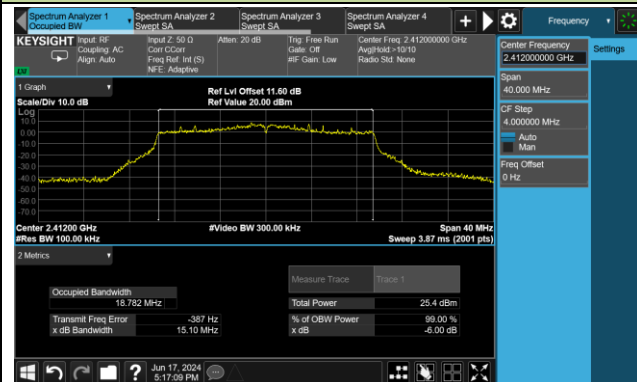 Spectrum Analyzer 1
Occupied BW
Spectrum Analyzer 2
Swept SA
Spectrum Analyzer 3
Swept SA
Spectrum Analyzer 4
Swept SA
Frequency
KEYSIGHT
Input: RF
Coupling: AC
Align: Auto
Input Z: 50 Ω
Corr CCorr
Freq Ref: Int (S)
NFE: Adaptive
Atten: 20 dB
Trig: Free Run
Gate: Off
#IF Gain: Low
Center Freq: 2.412000000 GHz
Avg|Hold:>10/10
Radio Std: None
Center Frequency
2.412000000 GHz
Settings
Span
40.000 MHz
CF Step
4.000000 MHz
Auto
Man
Freq Offset
0 Hz
1 Graph
Scale/Div 10.0 dB
Ref Lvl Offset 11.60 dB
Ref Value 20.00 dBm
Log
10.0
0.00
-10.0
-20.0
-30.0
-40.0
-50.0
-60.0
-70.0
Center 2.41200 GHz
#Res BW 100.00 kHz
#Video BW 300.00 kHz
Span 40 MHz
Sweep 3.87 ms (2001 pts)
2 Metrics
Measure Trace
Trace 1
Occupied Bandwidth
18.782 MHz
Total Power
25.4 dBm
Transmit Freq Error
-387 Hz
% of OBW Power
99.00 %
x dB Bandwidth
15.10 MHz
x dB
-6.00 dB
Jun 17, 2024
5:17:09 PM